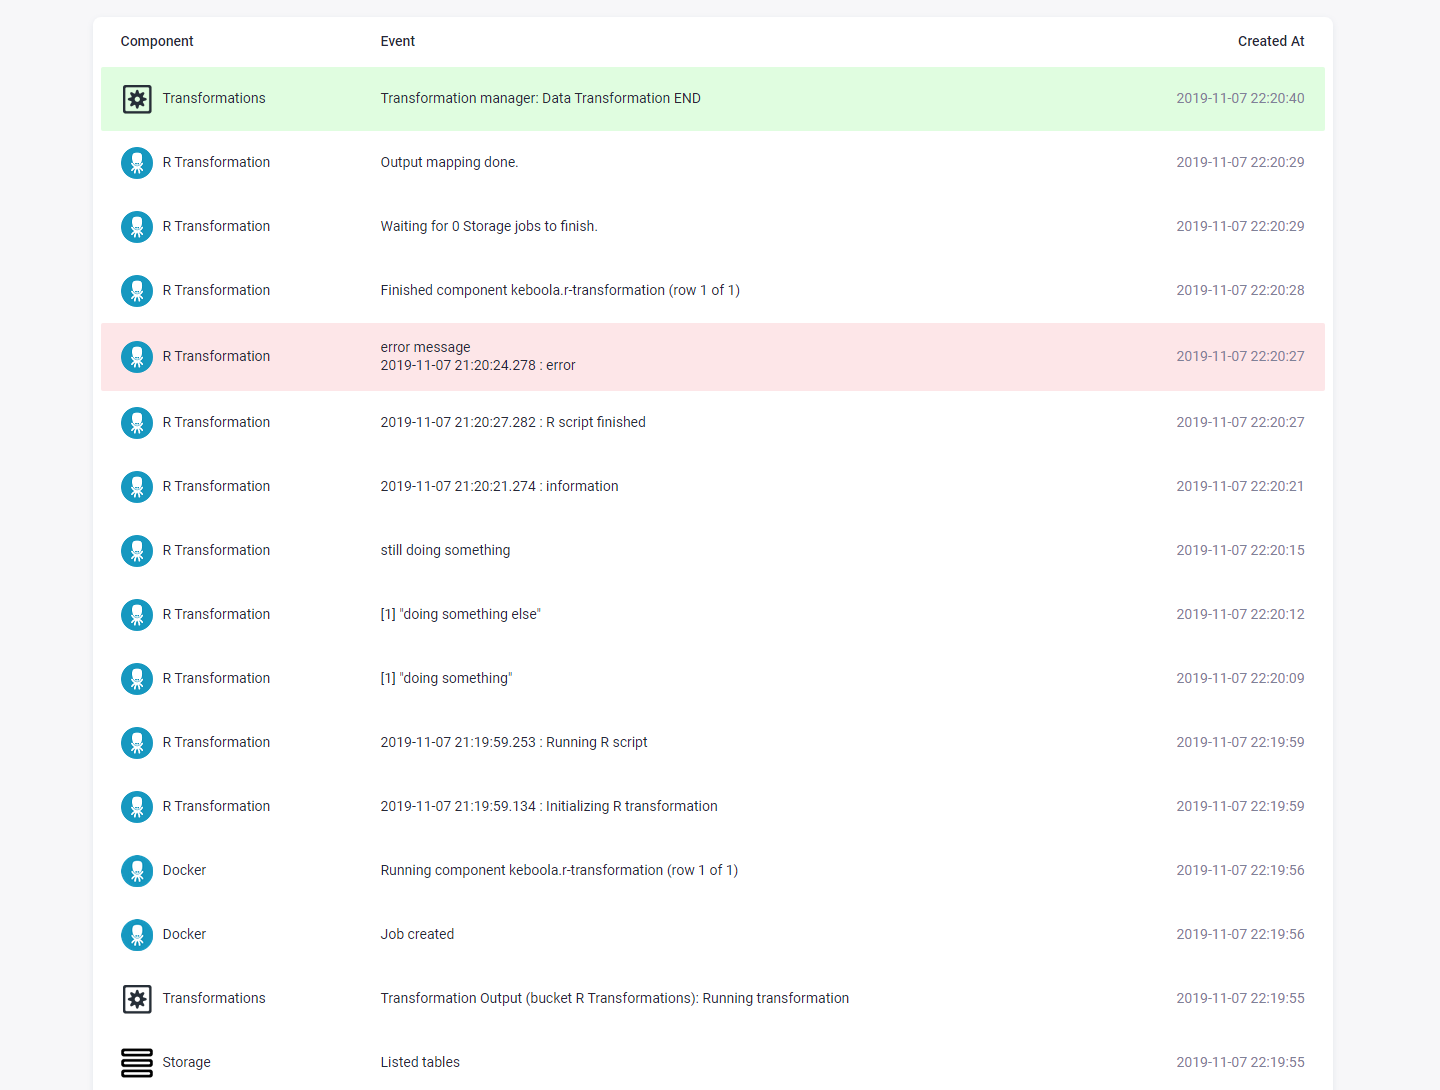 Component Event Created At
Transformations Transformation manager: Data Transformation END 2019-11-07 22:20:40
R Transformation Output mapping done. 2019-11-07 22:20:29
R Transformation Waiting for 0 Storage jobs to finish. 2019-11-07 22:20:29
R Transformation Finished component keboola.r-transformation (row 1 of 1) 2019-11-07 22:20:28
error message
R Transformation 2019-11-07 21:20:24.278 : error 2019-11-07 22:20:27
R Transformation 2019-11-07 21:20:27.282 : R script finished 2019-11-07 22:20:27
R Transformation 2019-11-07 21:20:21.274 : information 2019-11-07 22:20:21
R Transformation still doing something 2019-11-07 22:20:15
R Transformation [1] "doing something else" 2019-11-07 22:20:12
R Transformation [1] "doing something" 2019-11-07 22:20:09
R Transformation 2019-11-07 21:19:59.253 : Running R script 2019-11-07 22:19:59
R Transformation 2019-11-07 21:19:59.134 : Initializing R transformation 2019-11-07 22:19:59
Docker Running component keboola.r-transformation (row 1 of 1) 2019-11-07 22:19:56
Docker Job created 2019-11-07 22:19:56
Transformations Transformation Output (bucket R Transformations): Running transformation 2019-11-07 22:19:55
Storage Listed tables 2019-11-07 22:19:55